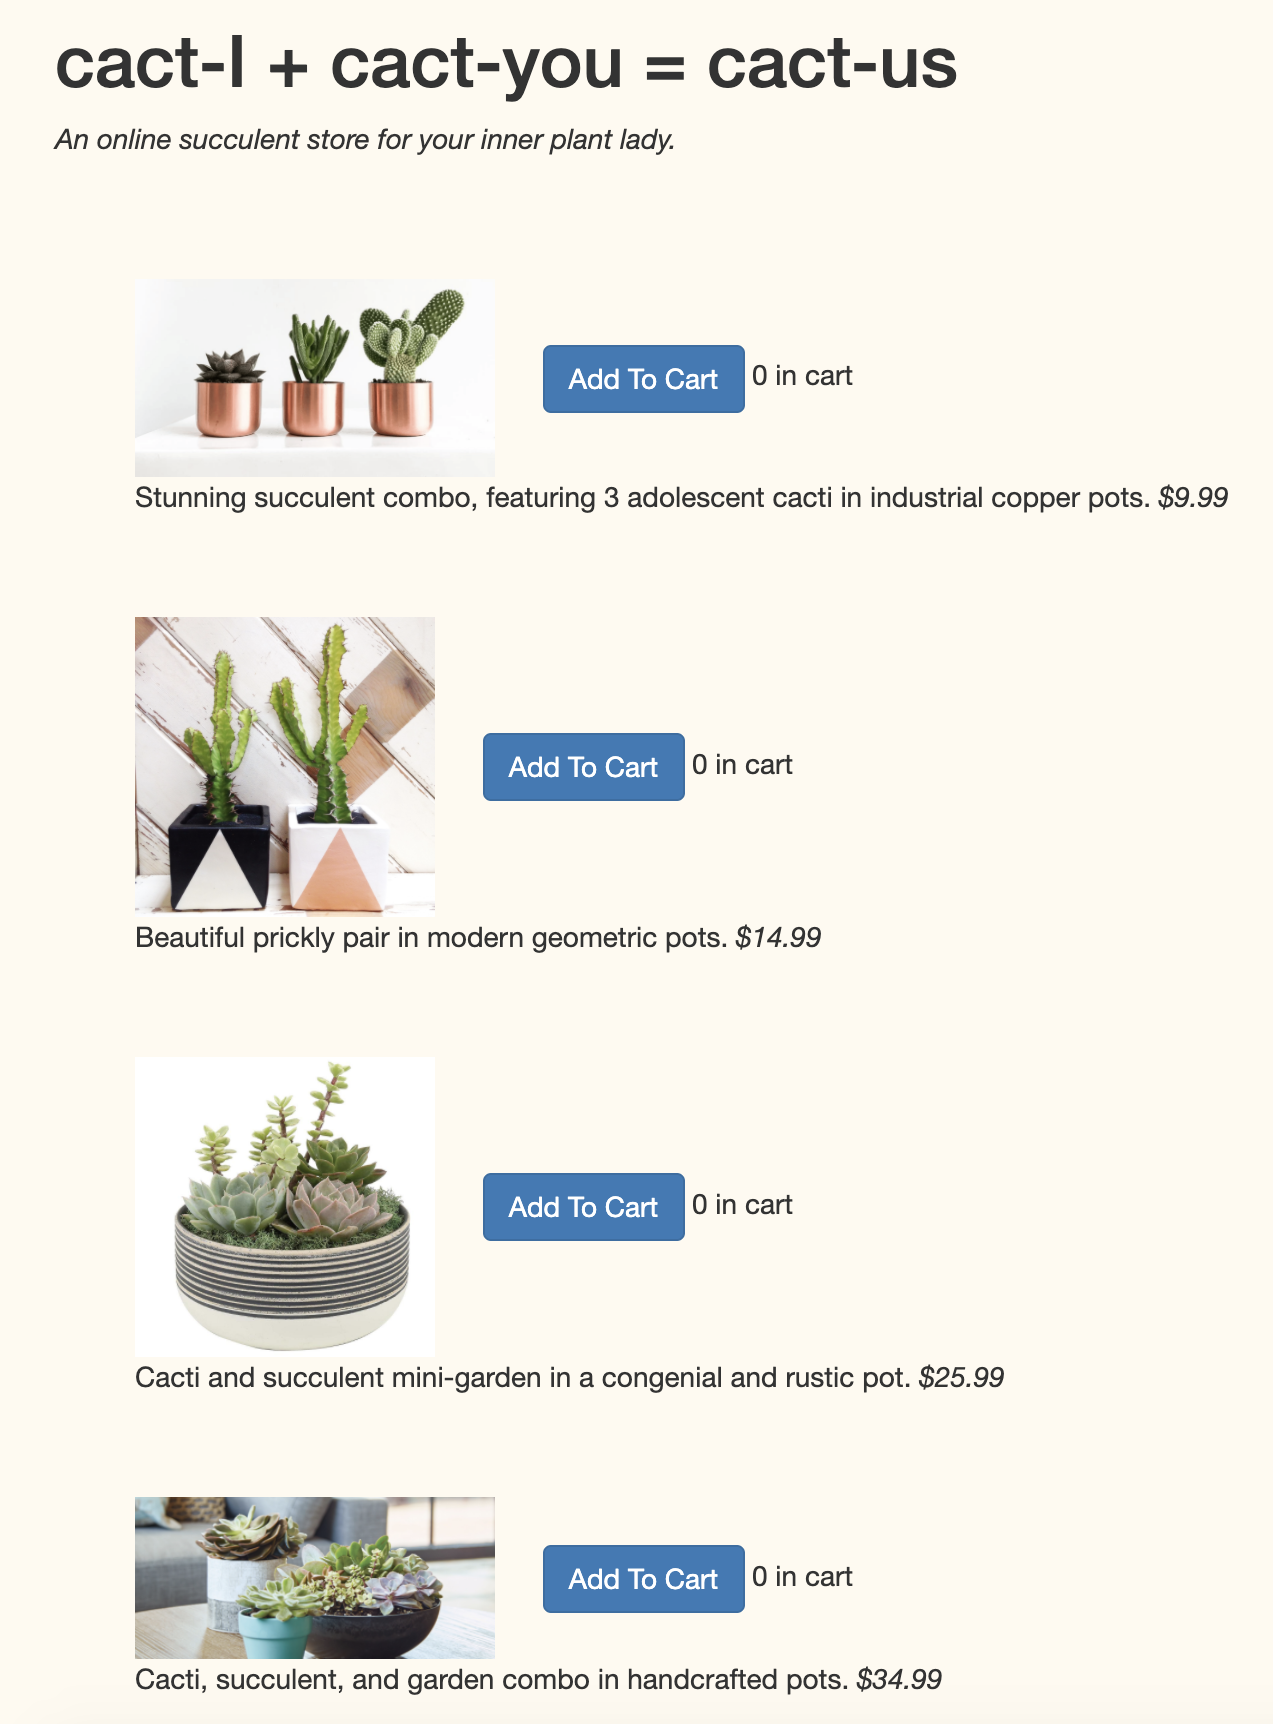 cact-I + cact-you = cact-us
An online succulent store for your inner plant lady.
Add To Cart 0 in cart
Stunning succulent combo, featuring 3 adolescent cacti in industrial copper pots. $9.99
Add To Cart 0 in cart
Beautiful prickly pair in modern geometric pots. $14.99
Add To Cart 0 in cart
Cacti and succulent mini-garden in a congenial and rustic pot. $25.99
Add To Cart 0 in cart
Cacti, succulent, and garden combo in handcrafted pots. $34.99